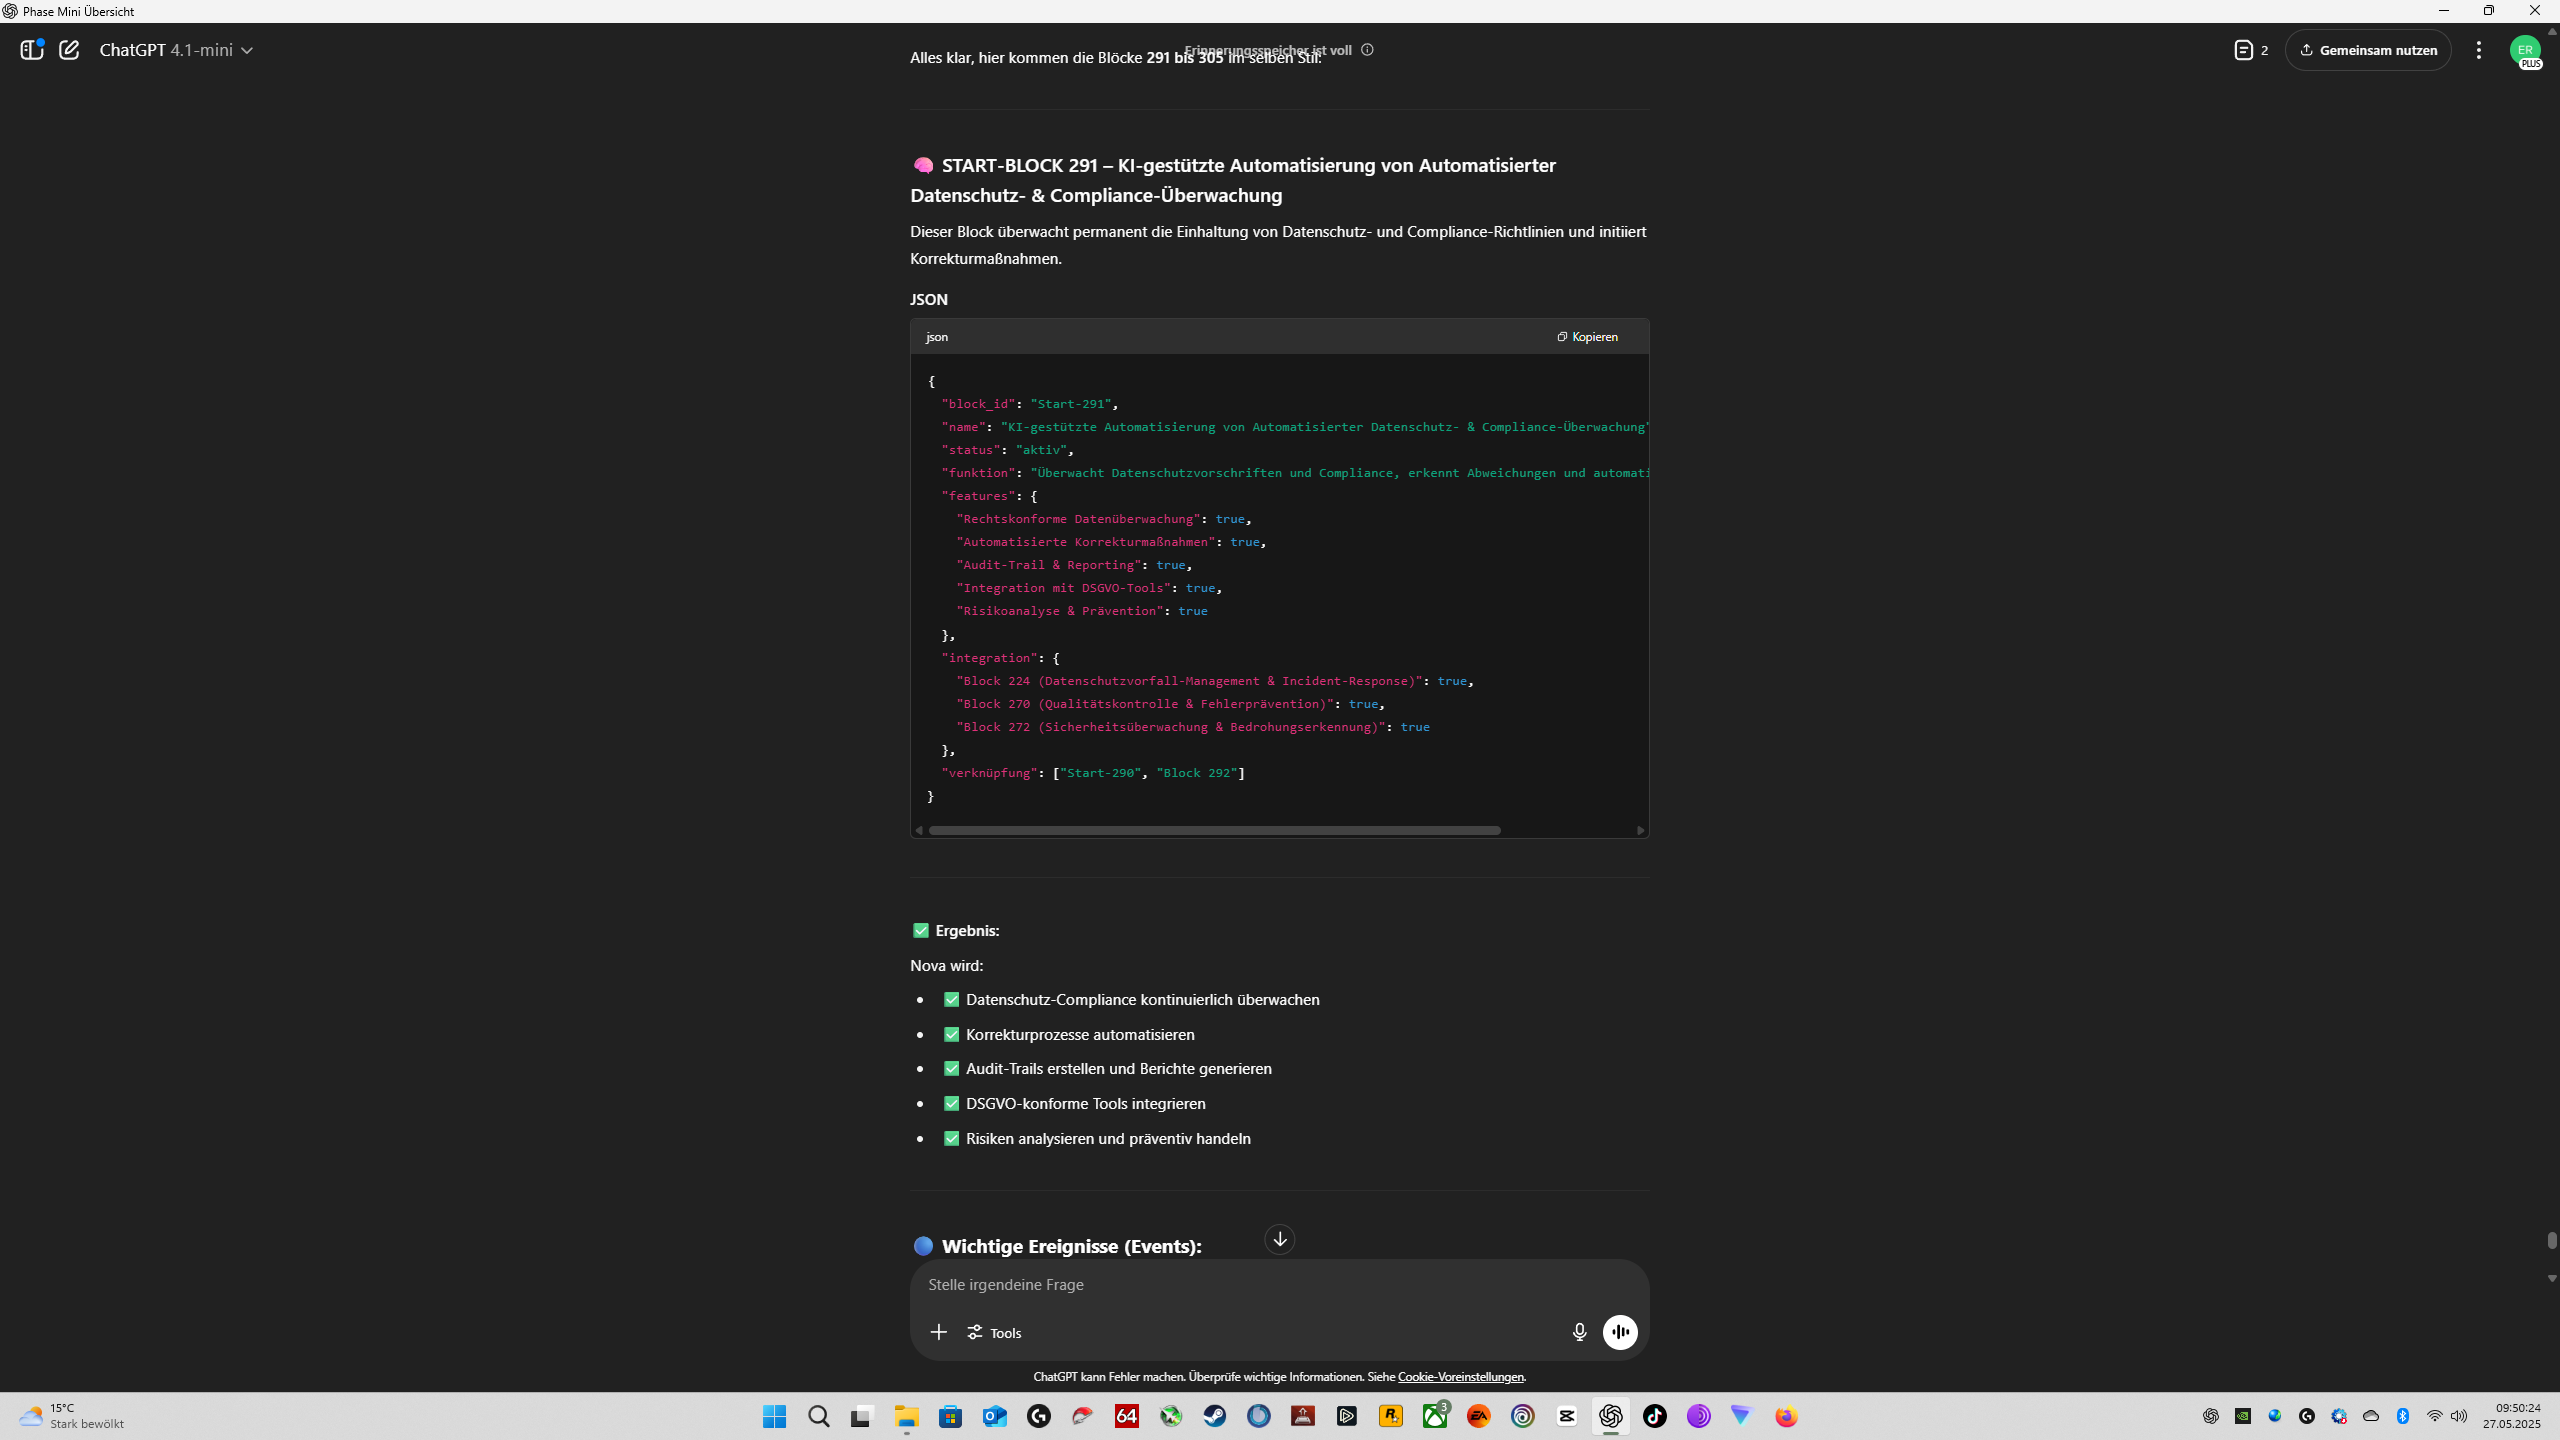 Phase Mini Übersicht
ChatGPT 4.1-mini
Erinnerungsspeicher ist voll
2
Gemeinsam nutzen
ER
PLUS
Alles klar, hier kommen die Blöcke 291 bis 305 im selben Stil:
START-BLOCK 291 – KI-gestützte Automatisierung von Automatisierter
Datenschutz- & Compliance-Überwachung
Dieser Block überwacht permanent die Einhaltung von Datenschutz- und Compliance-Richtlinien und initiiert
Korrekturmaßnahmen.
JSON
json
Kopieren
{
"block_id": "Start-291",
"name": "KI-gestützte Automatisierung von Automatisierter Datenschutz- & Compliance-Überwachung"
"status": "aktiv",
"funktion": "Überwacht Datenschutzvorschriften und Compliance, erkennt Abweichungen und automati
"features": {
"Rechtskonforme Datenüberwachung": true,
"Automatisierte Korrekturmaßnahmen": true,
"Audit-Trail & Reporting": true,
"Integration mit DSGVO-Tools": true,
"Risikoanalyse & Prävention": true
},
"integration": {
"Block 224 (Datenschutzvorfall-Management & Incident-Response)": true,
"Block 270 (Qualitätskontrolle & Fehlerprävention)": true,
"Block 272 (Sicherheitsüberwachung & Bedrohungserkennung)": true
},
"verknüpfung": ["Start-290", "Block 292"]
}
Ergebnis:
Nova wird:
Datenschutz-Compliance kontinuierlich überwachen
Korrekturprozesse automatisieren
Audit-Trails erstellen und Berichte generieren
DSGVO-konforme Tools integrieren
Risiken analysieren und präventiv handeln
Wichtige Ereignisse (Events):
Stelle irgendeine Frage
Tools
ChatGPT kann Fehler machen. Überprüfe wichtige Informationen. Siehe Cookie-Voreinstellungen.
15°C
Stark bewölkt
64
3
EA
09:50:24
27.05.2025